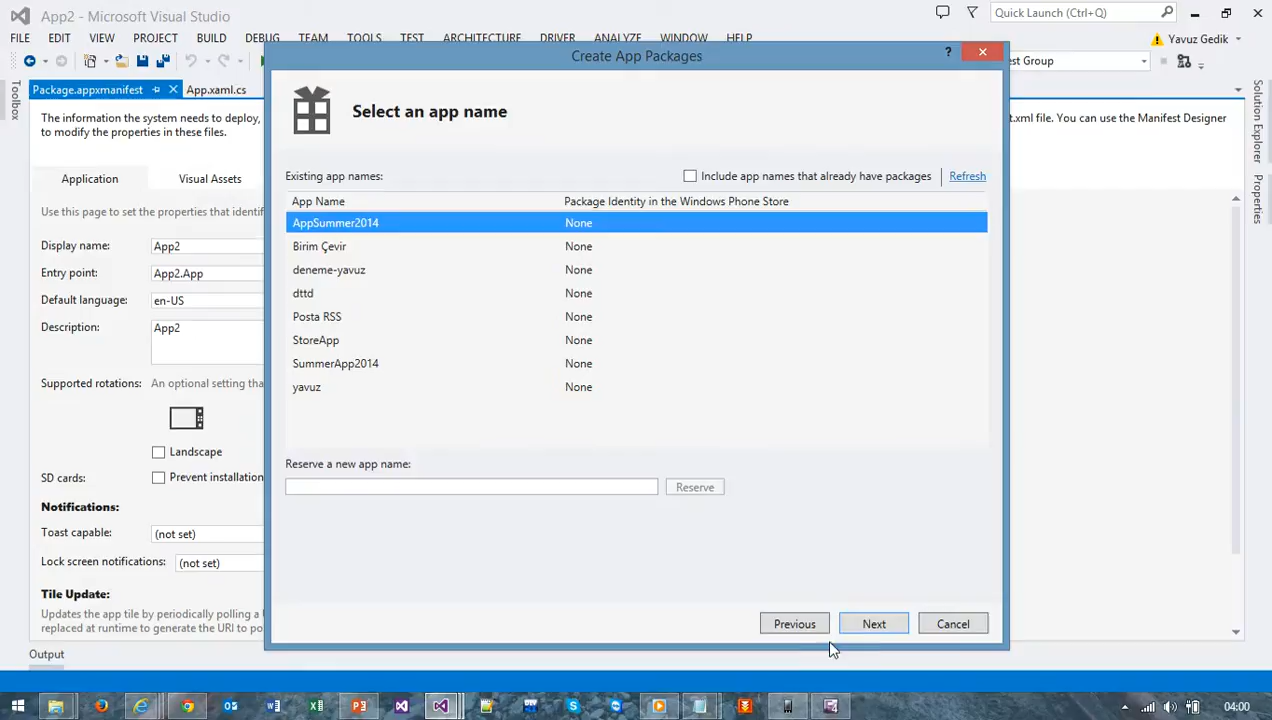 App2 - Microsoft Visual Studio
Quick Launch (Ctrl+Q)
FILE EDIT VIEW PROJECT BUILD DEBUG TEAM TOOLS TEST ARCHITECTURE DRIVER ANALYZE WINDOW HELP
Yavuz Gedik
Create App Packages
?
est Group
Package.appxmanifest
App.xaml.cs
Toolbox
Solution Explorer
Properties
The information the system needs to deploy,
t.xml file. You can use the Manifest Designer
to modify the properties in these files.
Select an app name
Application
Visual Assets
Existing app names:
Include app names that already have packages
Refresh
Use this page to set the properties that identif
App Name
Package Identity in the Windows Phone Store
AppSummer2014 None
Birim Çevir None
deneme-yavuz None
dttd None
Posta RSS None
StoreApp None
SummerApp2014 None
yavuz None
Display name: App2
Entry point: App2.App
Default language: en-US
Description: App2
Supported rotations: An optional setting tha
Landscape
Reserve a new app name:
Reserve
SD cards: Prevent installation
Notifications:
Toast capable: (not set)
Lock screen notifications: (not set)
Tile Update:
Updates the app tile by periodically polling a
replaced at runtime to generate the URI to po
Previous
Next
Cancel
Output
04:00